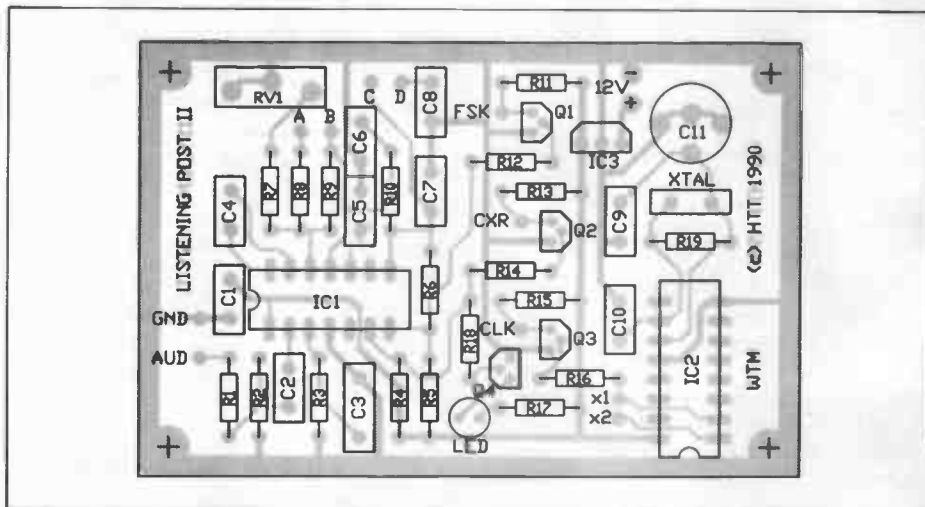 RV1
A B C D
C8
R11
12V -
+
FSK
Q1
C11
C6
IC3
R12
LISTENING POST II
R7
R8
R9
C5
R10
C7
R13
XTAL
C4
CXR
Q2
C9
R19
(c) HTT 1990
R14
C1
IC1
R6
R15
GND
R18
CLK
Q3
C10
IC2
AUD
Q4
R16
WTM
R1
R2
C2
R3
C3
R4
R5
R17
x1
x2
LED